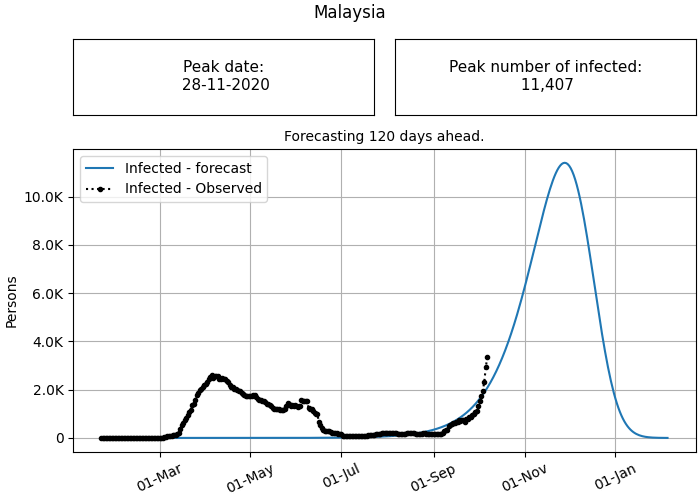 Malaysia
Peak date:
28-11-2020
Peak number of infected:
11,407
Forecasting 120 days ahead.
Infected - forecast
Infected - Observed
Persons
10.0K
8.0K
6.0K
4.0K
2.0K
0
01-Mar
01-May
01-Jul
01-Sep
01-Nov
01-Jan